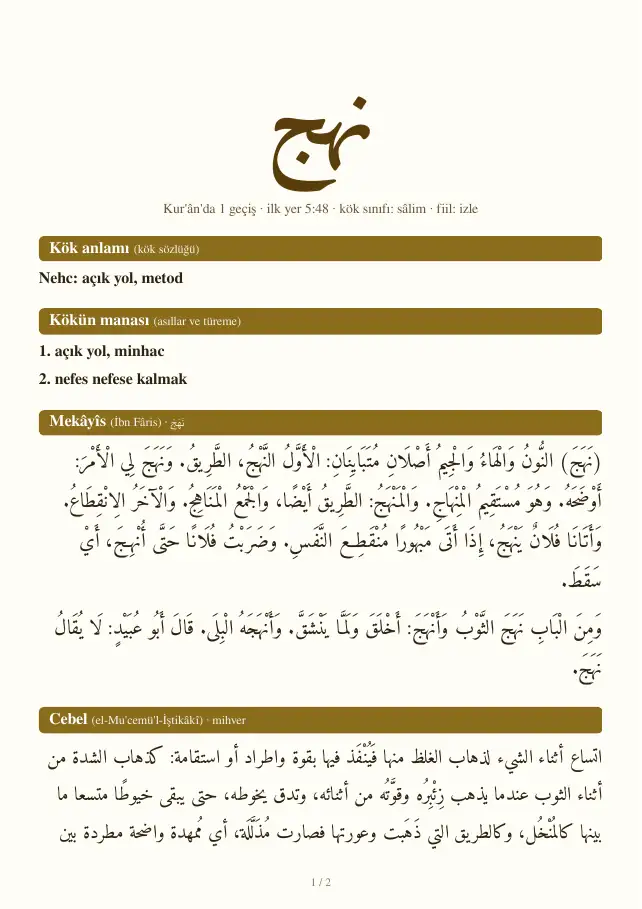 نهج
Kur'ân'da 1 geçiş · ilk yer 5:48 · kök sınıfı: sâlim · fiil: izle
Kök anlamı (kök sözlüğü)
Nehc: açık yol, metod
Kökün manası (asıllar ve türeme)
1. açık yol, minhac
2. nefes nefese kalmak
Mekâyîs (İbn Fâris) · نَهَجَ
(نَهَجَ) النُّونُ وَالْهَاءُ وَالْجِيمُ أَصْلَانِ مُتَبَايِنَانِ: الْأَوَّلُ النَّهْجُ، الطَّرِيقُ. وَنَهَجَ لِي الْأَمْرَ:
أَوْضَحَهُ. وَهُوَ مُسْتَقِيمُ الْمِنْهَاجِ. وَالْمَنْهَجُ: الطَّرِيقُ أَيْضًا، وَالْجَمْعُ الْمَنَاهِجُ. وَالْآخَرُ الِانْقِطَاعُ.
وَأَتَانَا فُلَانٌ يَنْهَجُ، إِذَا أَتَى مَبْهُورًا مُنْقَطِعَ النَّفَسِ. وَضَرَبْتُ فُلَانًا حَتَّى أُنْهِجَ، أَيْ
سَقَطَ.
وَمِنَ الْبَابِ نَهَجَ الثَّوْبُ وَأَنْهَجَ: أَخْلَقَ وَلَمَّا يَنْشَقَّ. وَأَنْهَجَهُ الْبِلَى. قَالَ أَبُو عُبَيْدٍ: لَا يُقَالُ
نَهَجَ.
Cebel (el-Mu'cemü'l-İştikâkî) · mihver
اتساع أثناء الشيء لذهاب الغلظ منها فَيُنْفَذ فيها بقوة واطراد أو استقامة: كذهاب الشدة من
أثناء الثوب عندما يذهب زِئْبِرُه وقوَّتُه من أثنائه، وتدق يخوطه، حتى يبقى خيوطًا متسعا ما
بينها كالمُنْخُل، وكالطريق التي ذَهَبت وعورتها فصارت مُذَلَّلَة، أي مُمهدة واضحة مطردة بين
1 / 2